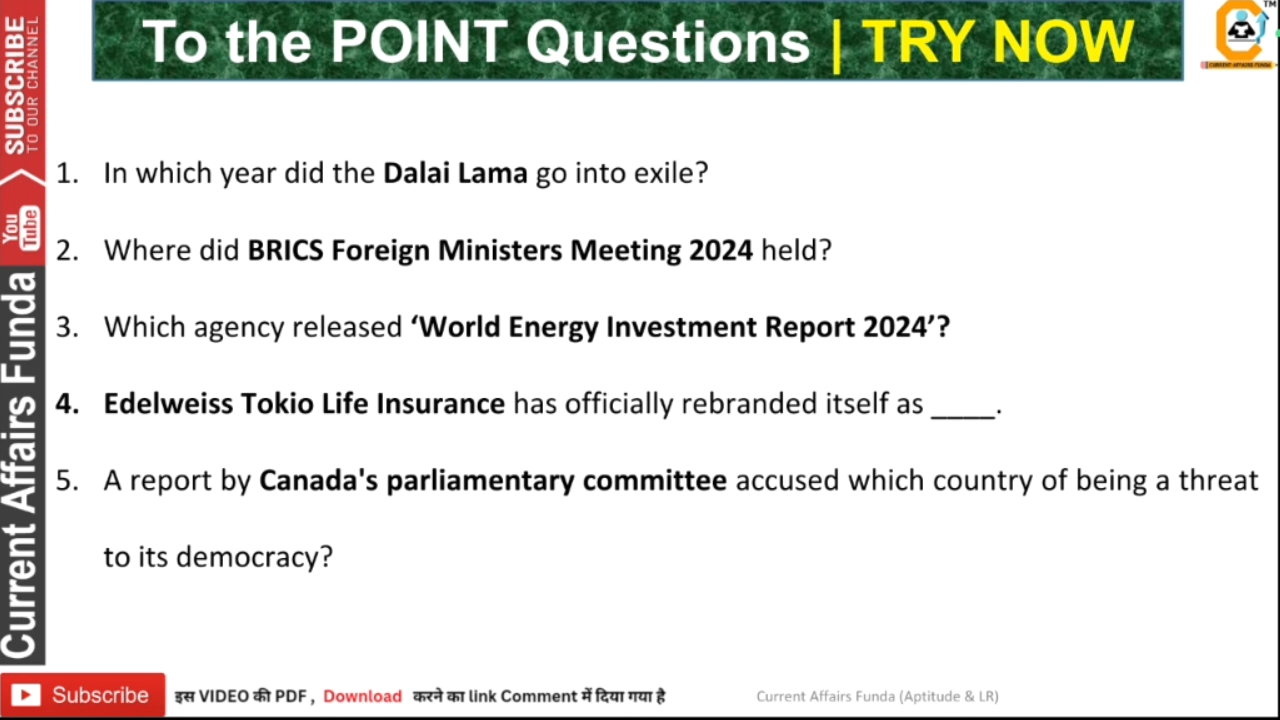 To the POINT Questions | TRY NOW
TM
CURRENT AFFAIRS FUNDA
SUBSCRIBE
TO OUR CHANNEL
You
Tube
Current Affairs Funda
1. In which year did the Dalai Lama go into exile?
2. Where did BRICS Foreign Ministers Meeting 2024 held?
3. Which agency released ‘World Energy Investment Report 2024’?
4. Edelweiss Tokio Life Insurance has officially rebranded itself as ____.
5. A report by Canada's parliamentary committee accused which country of being a threat
to its democracy?
Subscribe
इस VIDEO की PDF , Download करने का link Comment में दिया गया है
Current Affairs Funda (Aptitude & LR)